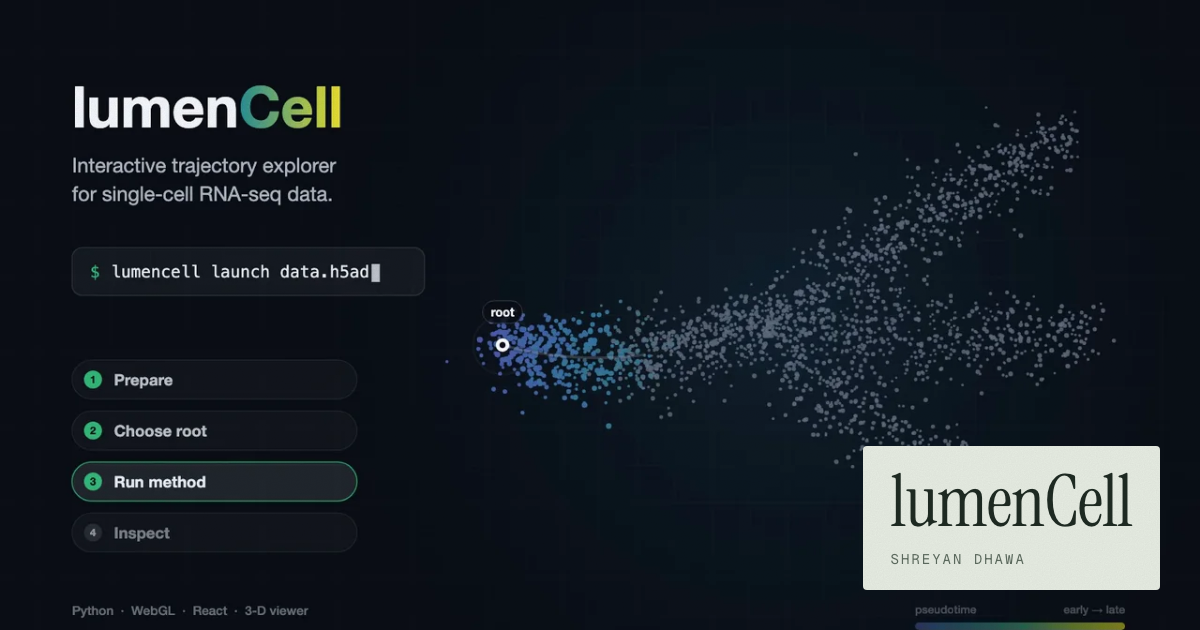 lumenCell
Interactive trajectory explorer
for single-cell RNA-seq data.
$ lumencell launch data.h5ad
root
1 Prepare
2 Choose root
3 Run method
4 Inspect
lumenCell
SHREYAN DHAWA
Python · WebGL · React · 3-D viewer
pseudotime early → late